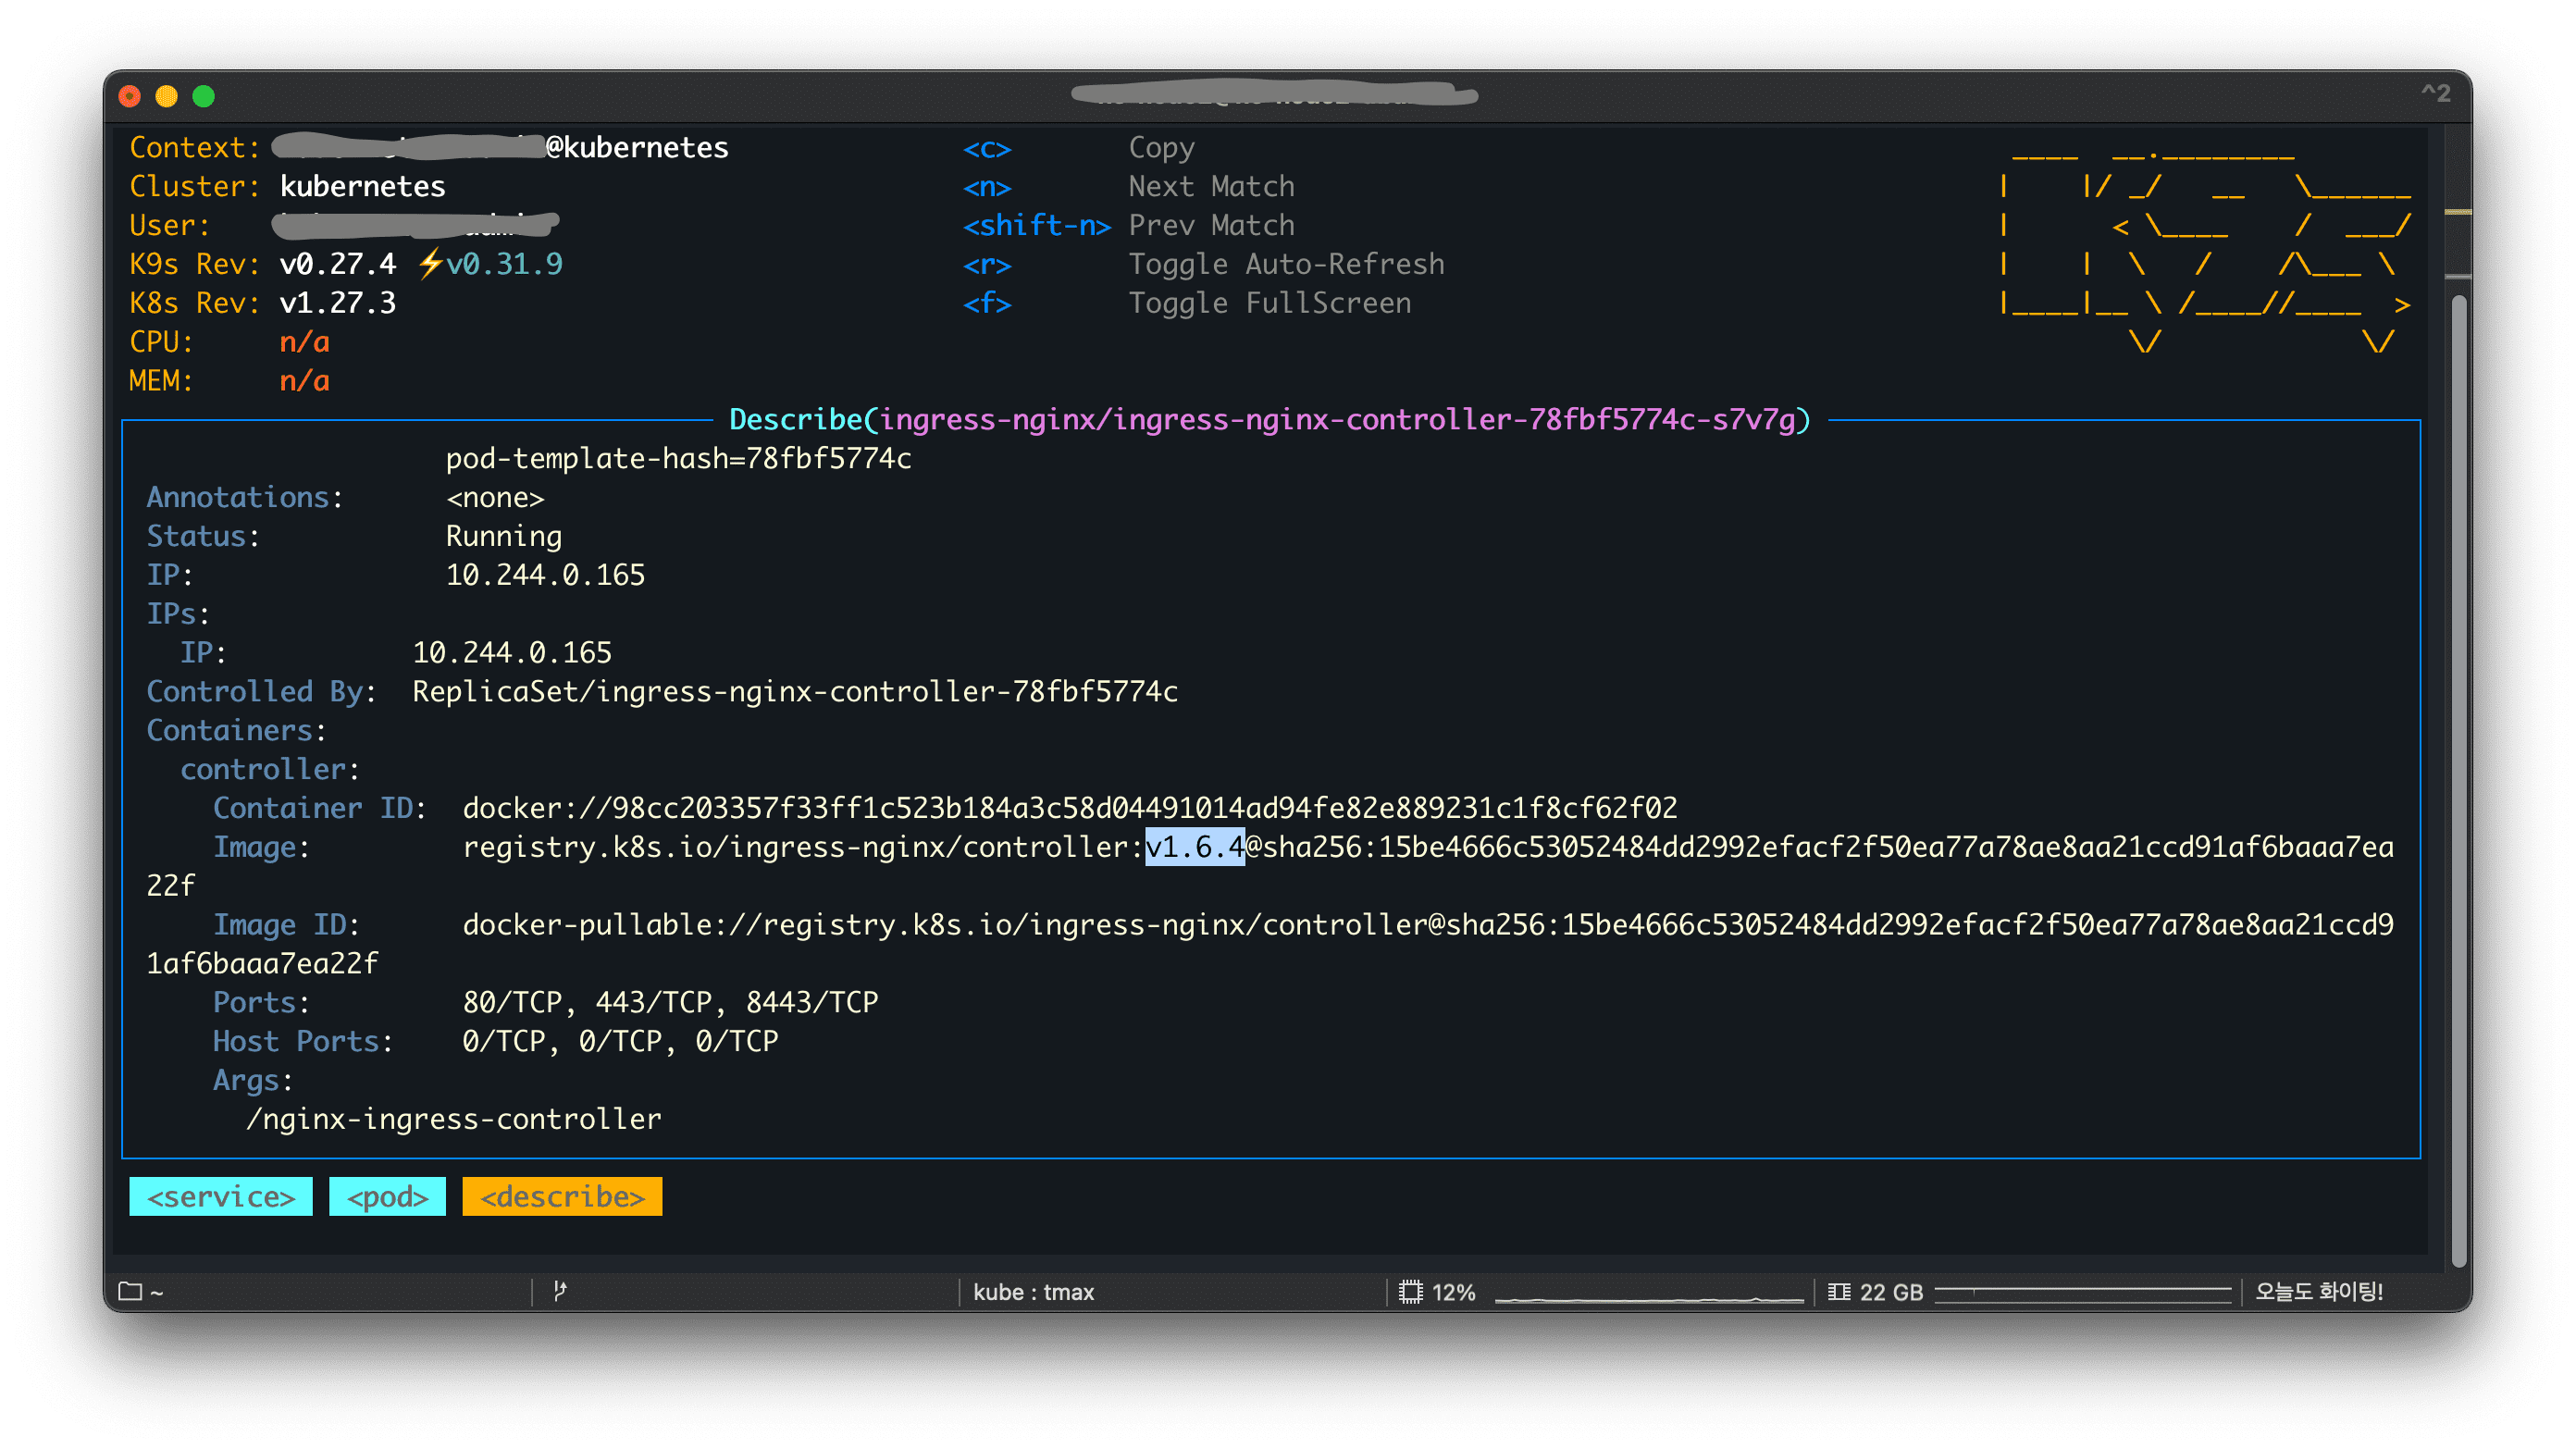 ^2
Context: @kubernetes <c> Copy
Cluster: kubernetes <n> Next Match
User: <shift-n> Prev Match
K9s Rev: v0.27.4 ⚡v0.31.9 <r> Toggle Auto-Refresh
K8s Rev: v1.27.3 <f> Toggle FullScreen
CPU: n/a
MEM: n/a
Describe(ingress-nginx/ingress-nginx-controller-78fbf5774c-s7v7g)
pod-template-hash=78fbf5774c
Annotations: <none>
Status: Running
IP: 10.244.0.165
IPs:
IP: 10.244.0.165
Controlled By: ReplicaSet/ingress-nginx-controller-78fbf5774c
Containers:
controller:
Container ID: docker://98cc203357f33ff1c523b184a3c58d04491014ad94fe82e889231c1f8cf62f02
Image: registry.k8s.io/ingress-nginx/controller:v1.6.4@sha256:15be4666c53052484dd2992efacf2f50ea77a78ae8aa21ccd91af6baaa7ea
22f
Image ID: docker-pullable://registry.k8s.io/ingress-nginx/controller@sha256:15be4666c53052484dd2992efacf2f50ea77a78ae8aa21ccd9
1af6baaa7ea22f
Ports: 80/TCP, 443/TCP, 8443/TCP
Host Ports: 0/TCP, 0/TCP, 0/TCP
Args:
/nginx-ingress-controller
<service> <pod> <describe>
~ kube : tmax 12% 22 GB 오늘도 화이팅!